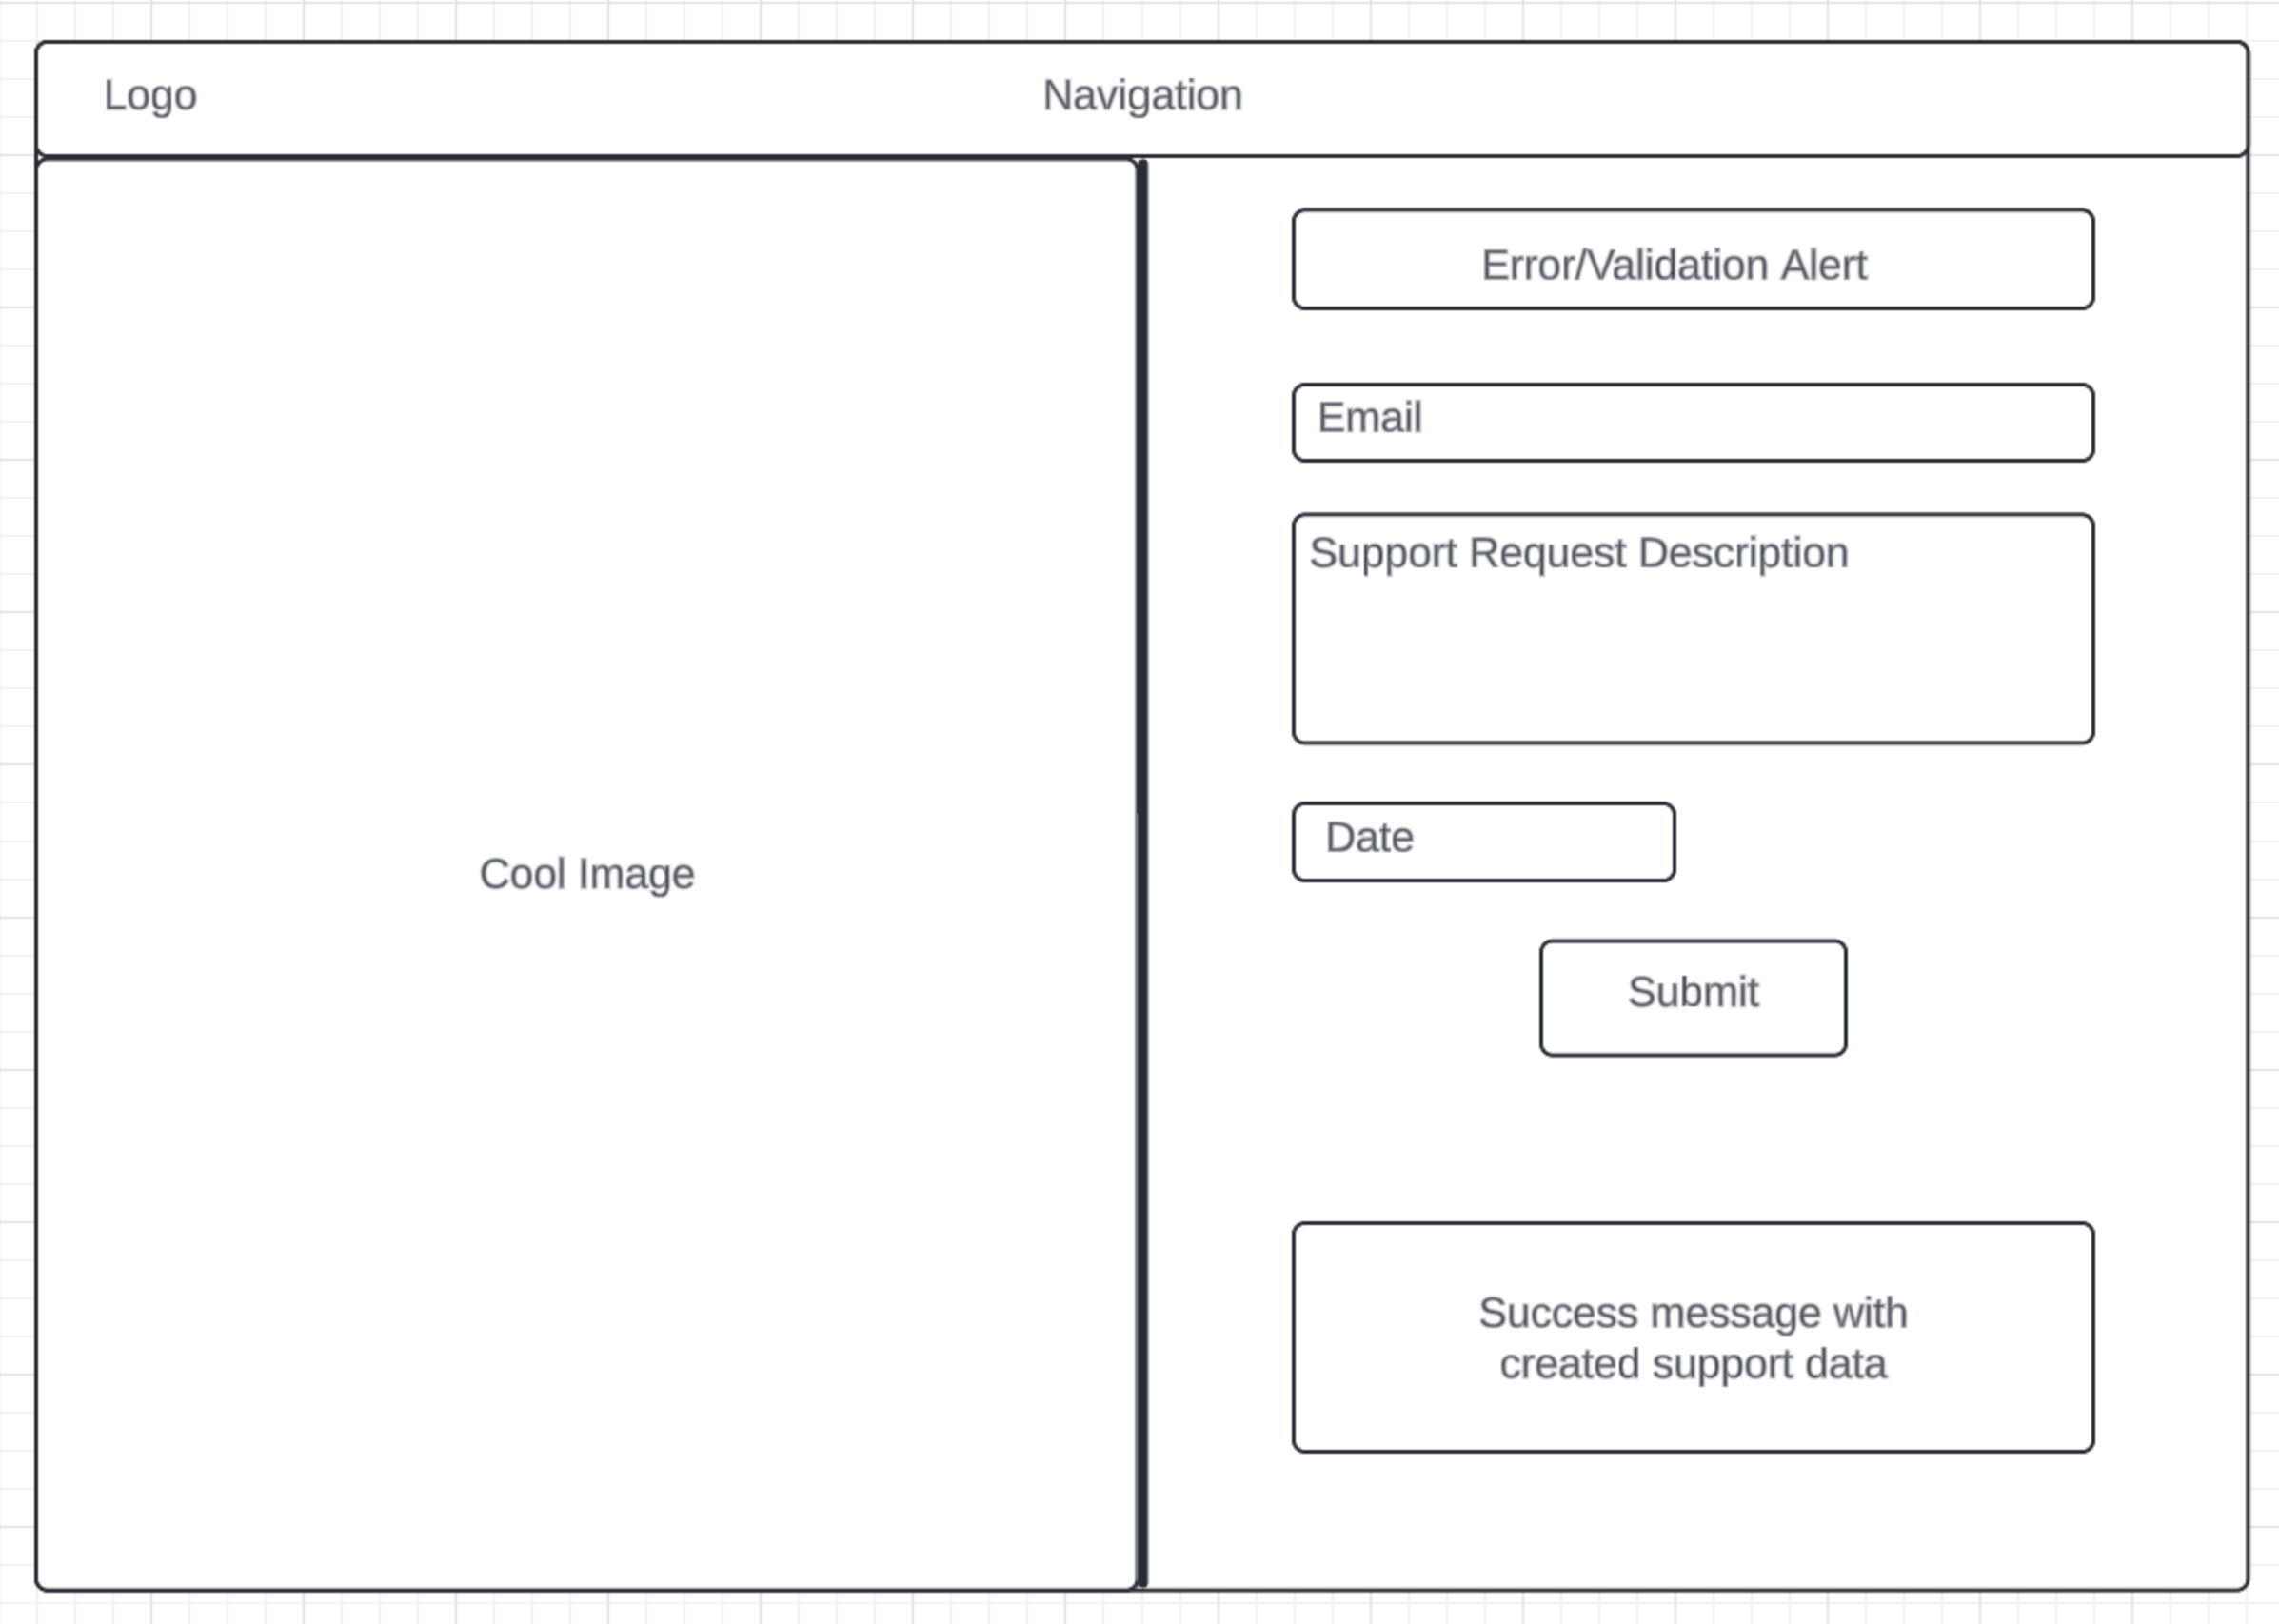 Logo
Navigation
Error/Validation Alert
Email
Support Request Description
Date
Cool Image
Submit
Success message with
created support data